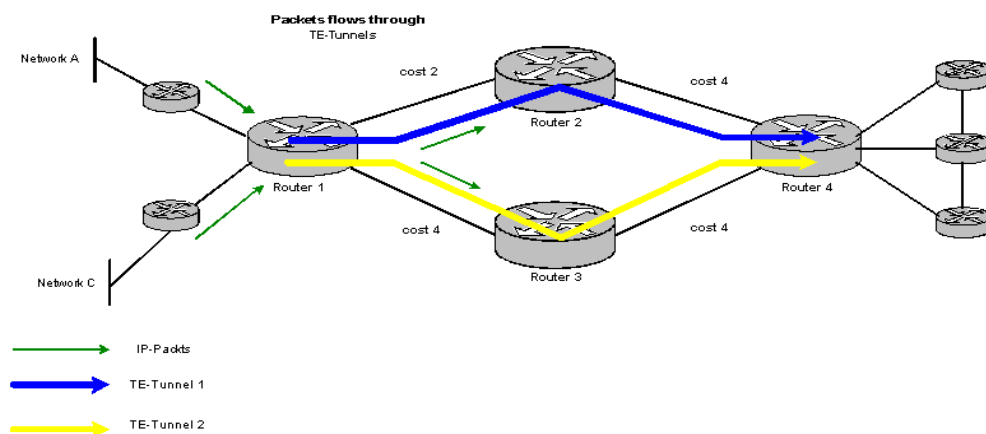 Packets flows through
TE-Tunnels
Network A
cost 2
cost 4
Router 2
Router 1
Router 4
cost 4
cost 4
Router 3
Network C
IP-Packts
TE-Tunnel 1
TE-Tunnel 2